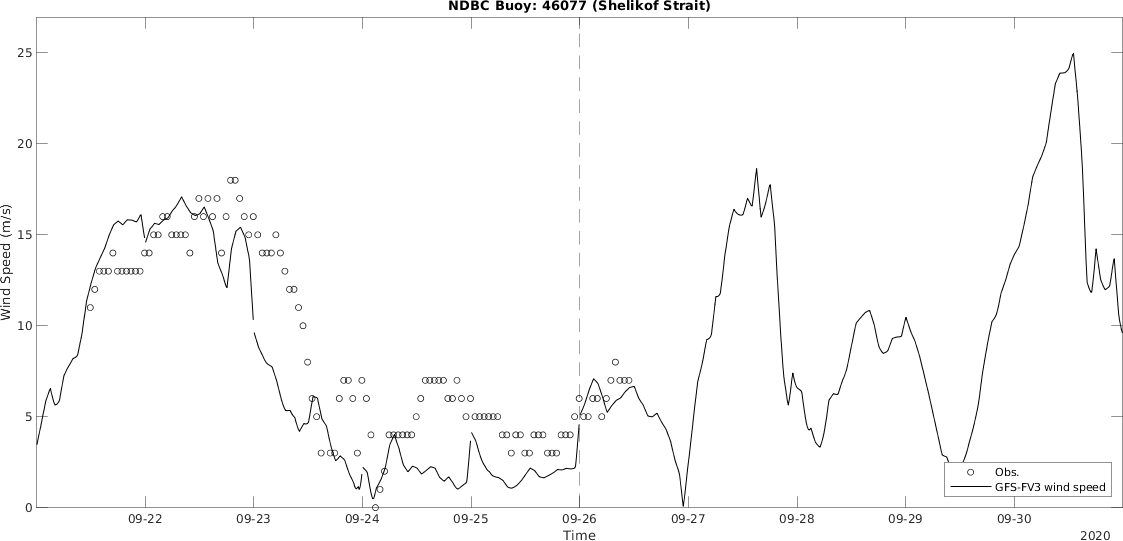 NDBC Buoy: 46077 (Shelikof Strait)
25
20
15
10
5
0
Wind Speed (m/s)
09-22 09-23 09-24 09-25 09-26 09-27 09-28 09-29 09-30
Time
2020
Obs.
GFS-FV3 wind speed